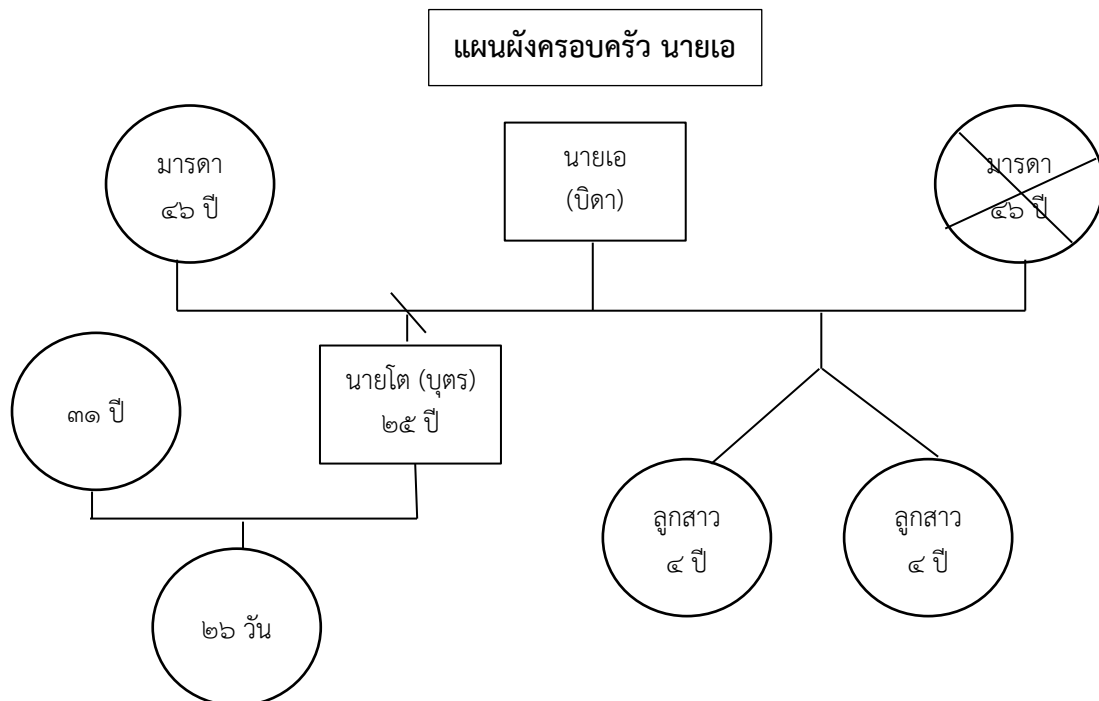 แผนผังครอบครัว นายเอ
มารดา
๔๖ ปี
นายเอ
(บิดา)
มารดา
๔๖ ปี
๓๑ ปี
นายโต (บุตร)
๒๕ ปี
ลูกสาว
๔ ปี
ลูกสาว
๔ ปี
๒๖ วัน